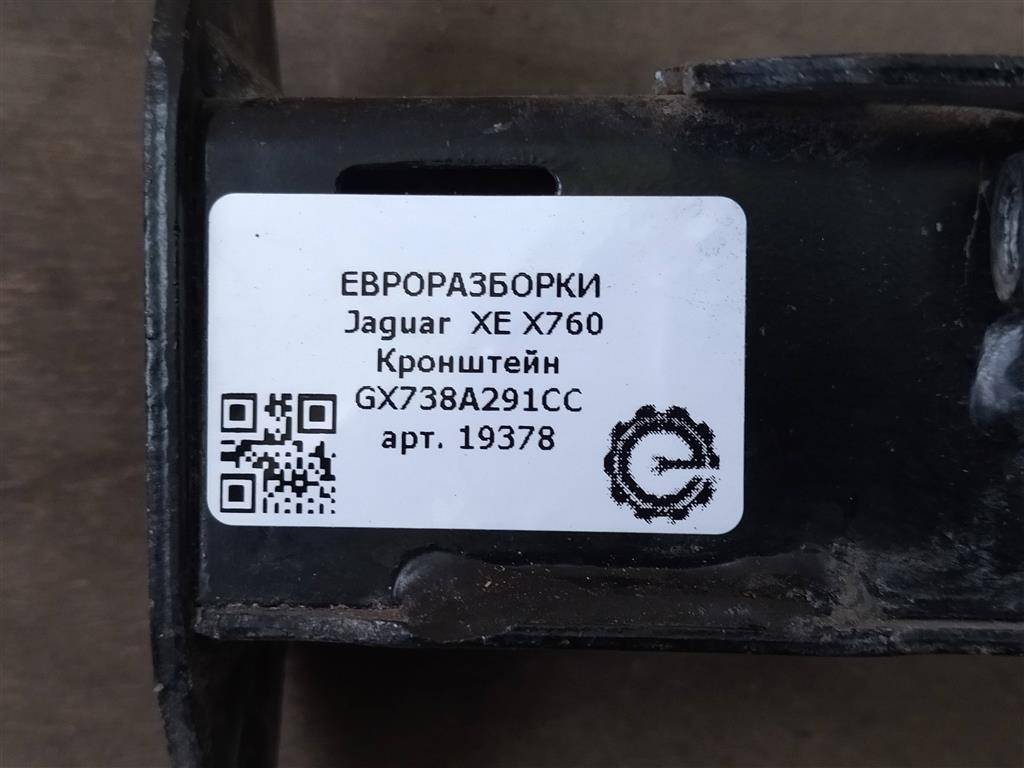 ЕВРОРАЗБОРКИ
Jaguar XE X760
Кронштейн
GX738A291CC
арт. 19378